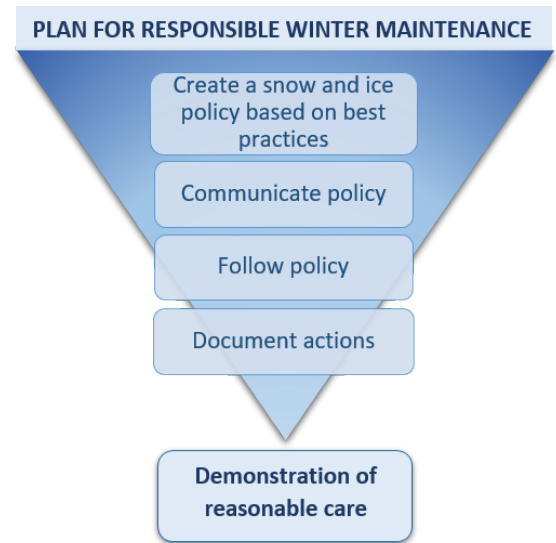 PLAN FOR RESPONSIBLE WINTER MAINTENANCE
Create a snow and ice
policy based on best
practices
Communicate policy
Follow policy
Document actions
Demonstration of
reasonable care